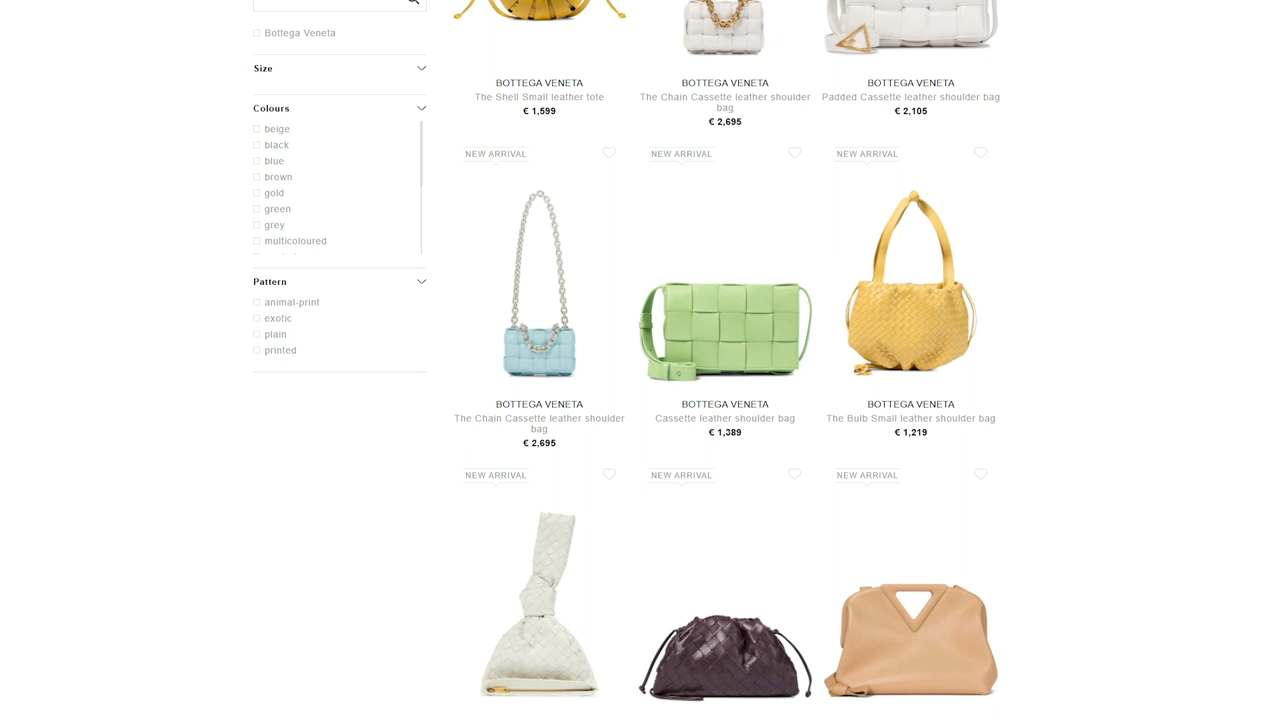 Bottega Veneta
Size
Colours
beige
black
blue
brown
gold
green
grey
multicoloured
Pattern
animal-print
exotic
plain
printed
BOTTEGA VENETA
The Shell Small leather tote
€ 1,599
BOTTEGA VENETA
The Chain Cassette leather shoulder
bag
€ 2,695
BOTTEGA VENETA
Padded Cassette leather shoulder bag
€ 2,105
NEW ARRIVAL
BOTTEGA VENETA
The Chain Cassette leather shoulder
bag
€ 2,695
NEW ARRIVAL
BOTTEGA VENETA
Cassette leather shoulder bag
€ 1,389
NEW ARRIVAL
BOTTEGA VENETA
The Bulb Small leather shoulder bag
€ 1,219
NEW ARRIVAL
NEW ARRIVAL
NEW ARRIVAL